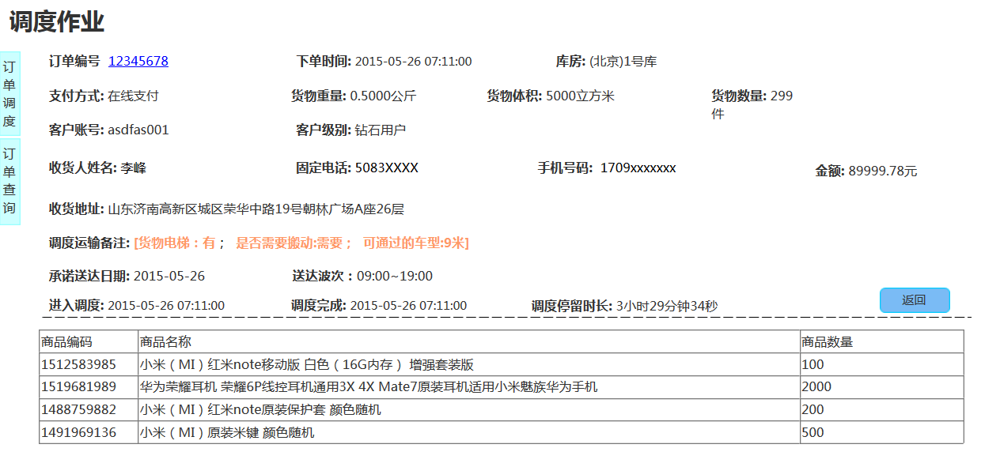 调度作业
订单调度
订单查询
订单编号 12345678 下单时间: 2015-05-26 07:11:00 库房: (北京)1号库
支付方式: 在线支付 货物重量: 0.5000公斤 货物体积: 5000立方米 货物数量: 299
件
客户账号: asdfas001 客户级别: 钻石用户
收货人姓名: 李峰 固定电话: 5083XXXX 手机号码: 1709xxxxxxx 金额: 89999.78元
收货地址: 山东济南高新区城区荣华中路19号朝林广场A座26层
调度运输备注: [货物电梯：有； 是否需要搬动:需要； 可通过的车型:9米]
承诺送达日期: 2015-05-26 送达波次：09:00~19:00
进入调度: 2015-05-26 07:11:00 调度完成: 2015-05-26 07:11:00 调度停留时长: 3小时29分钟34秒 返回
商品编码 商品名称 商品数量
1512583985 小米（MI）红米note移动版 白色（16G内存） 增强套装版 100
1519681989 华为荣耀耳机 荣耀6P线控耳机通用3X 4X Mate7原装耳机适用小米魅族华为手机 2000
1488759882 小米（MI）红米note原装保护套 颜色随机 200
1491969136 小米（MI）原装米键 颜色随机 500